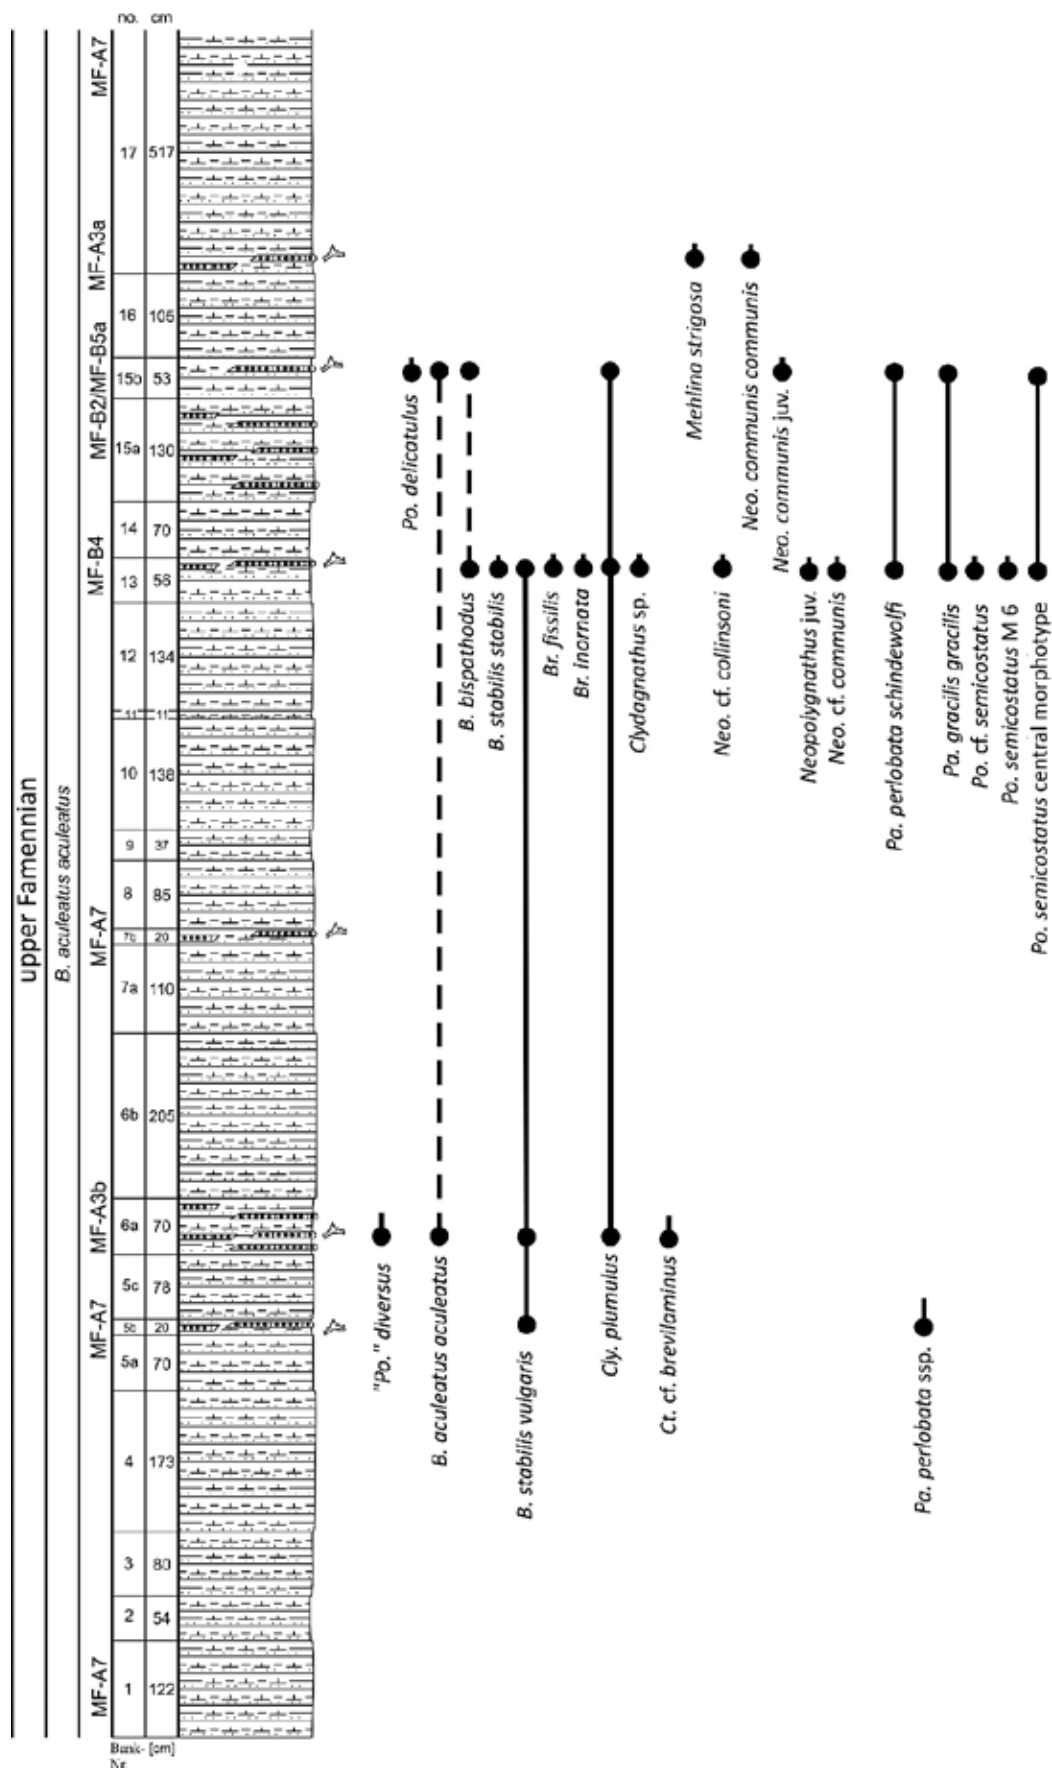 no. cm
upper Famennian
B. aculeatus aculeatus
MF-A7
MF-A3a
MF-B2/MF-B5a
MF-B4
MF-A7
MF-A3b
MF-A7
MF-A7
17 517
16 105
15b 53
15a 130
14 70
13 58
12 134
11 11
10 138
9 37
8 85
7b 20
7a 110
6b 205
6a 70
5c 78
5b 20
5a 70
4 173
3 80
2 54
1 122
Bank- [cm]
Nr.
"Po." diversus
Po. delicatulus
B. aculeatus aculeatus
B. bispathodus
B. stabilis stabilis
B. stabilis vulgaris
Br. fissilis
Br. inornata
Cly. plumulus
Clydagnathus sp.
Ct. cf. brevilaminus
Mehlina strigosa
Neo. cf. collinsoni
Neo. communis communis
Neo. communis juv.
Neopolygnathus juv.
Neo. cf. communis
Pa. perlobata schindewolfi
Pa. perlobata ssp.
Pa. gracilis gracilis
Po. cf. semicostatus
Po. semicostatus M 6
Po. semicostatus central morphotype